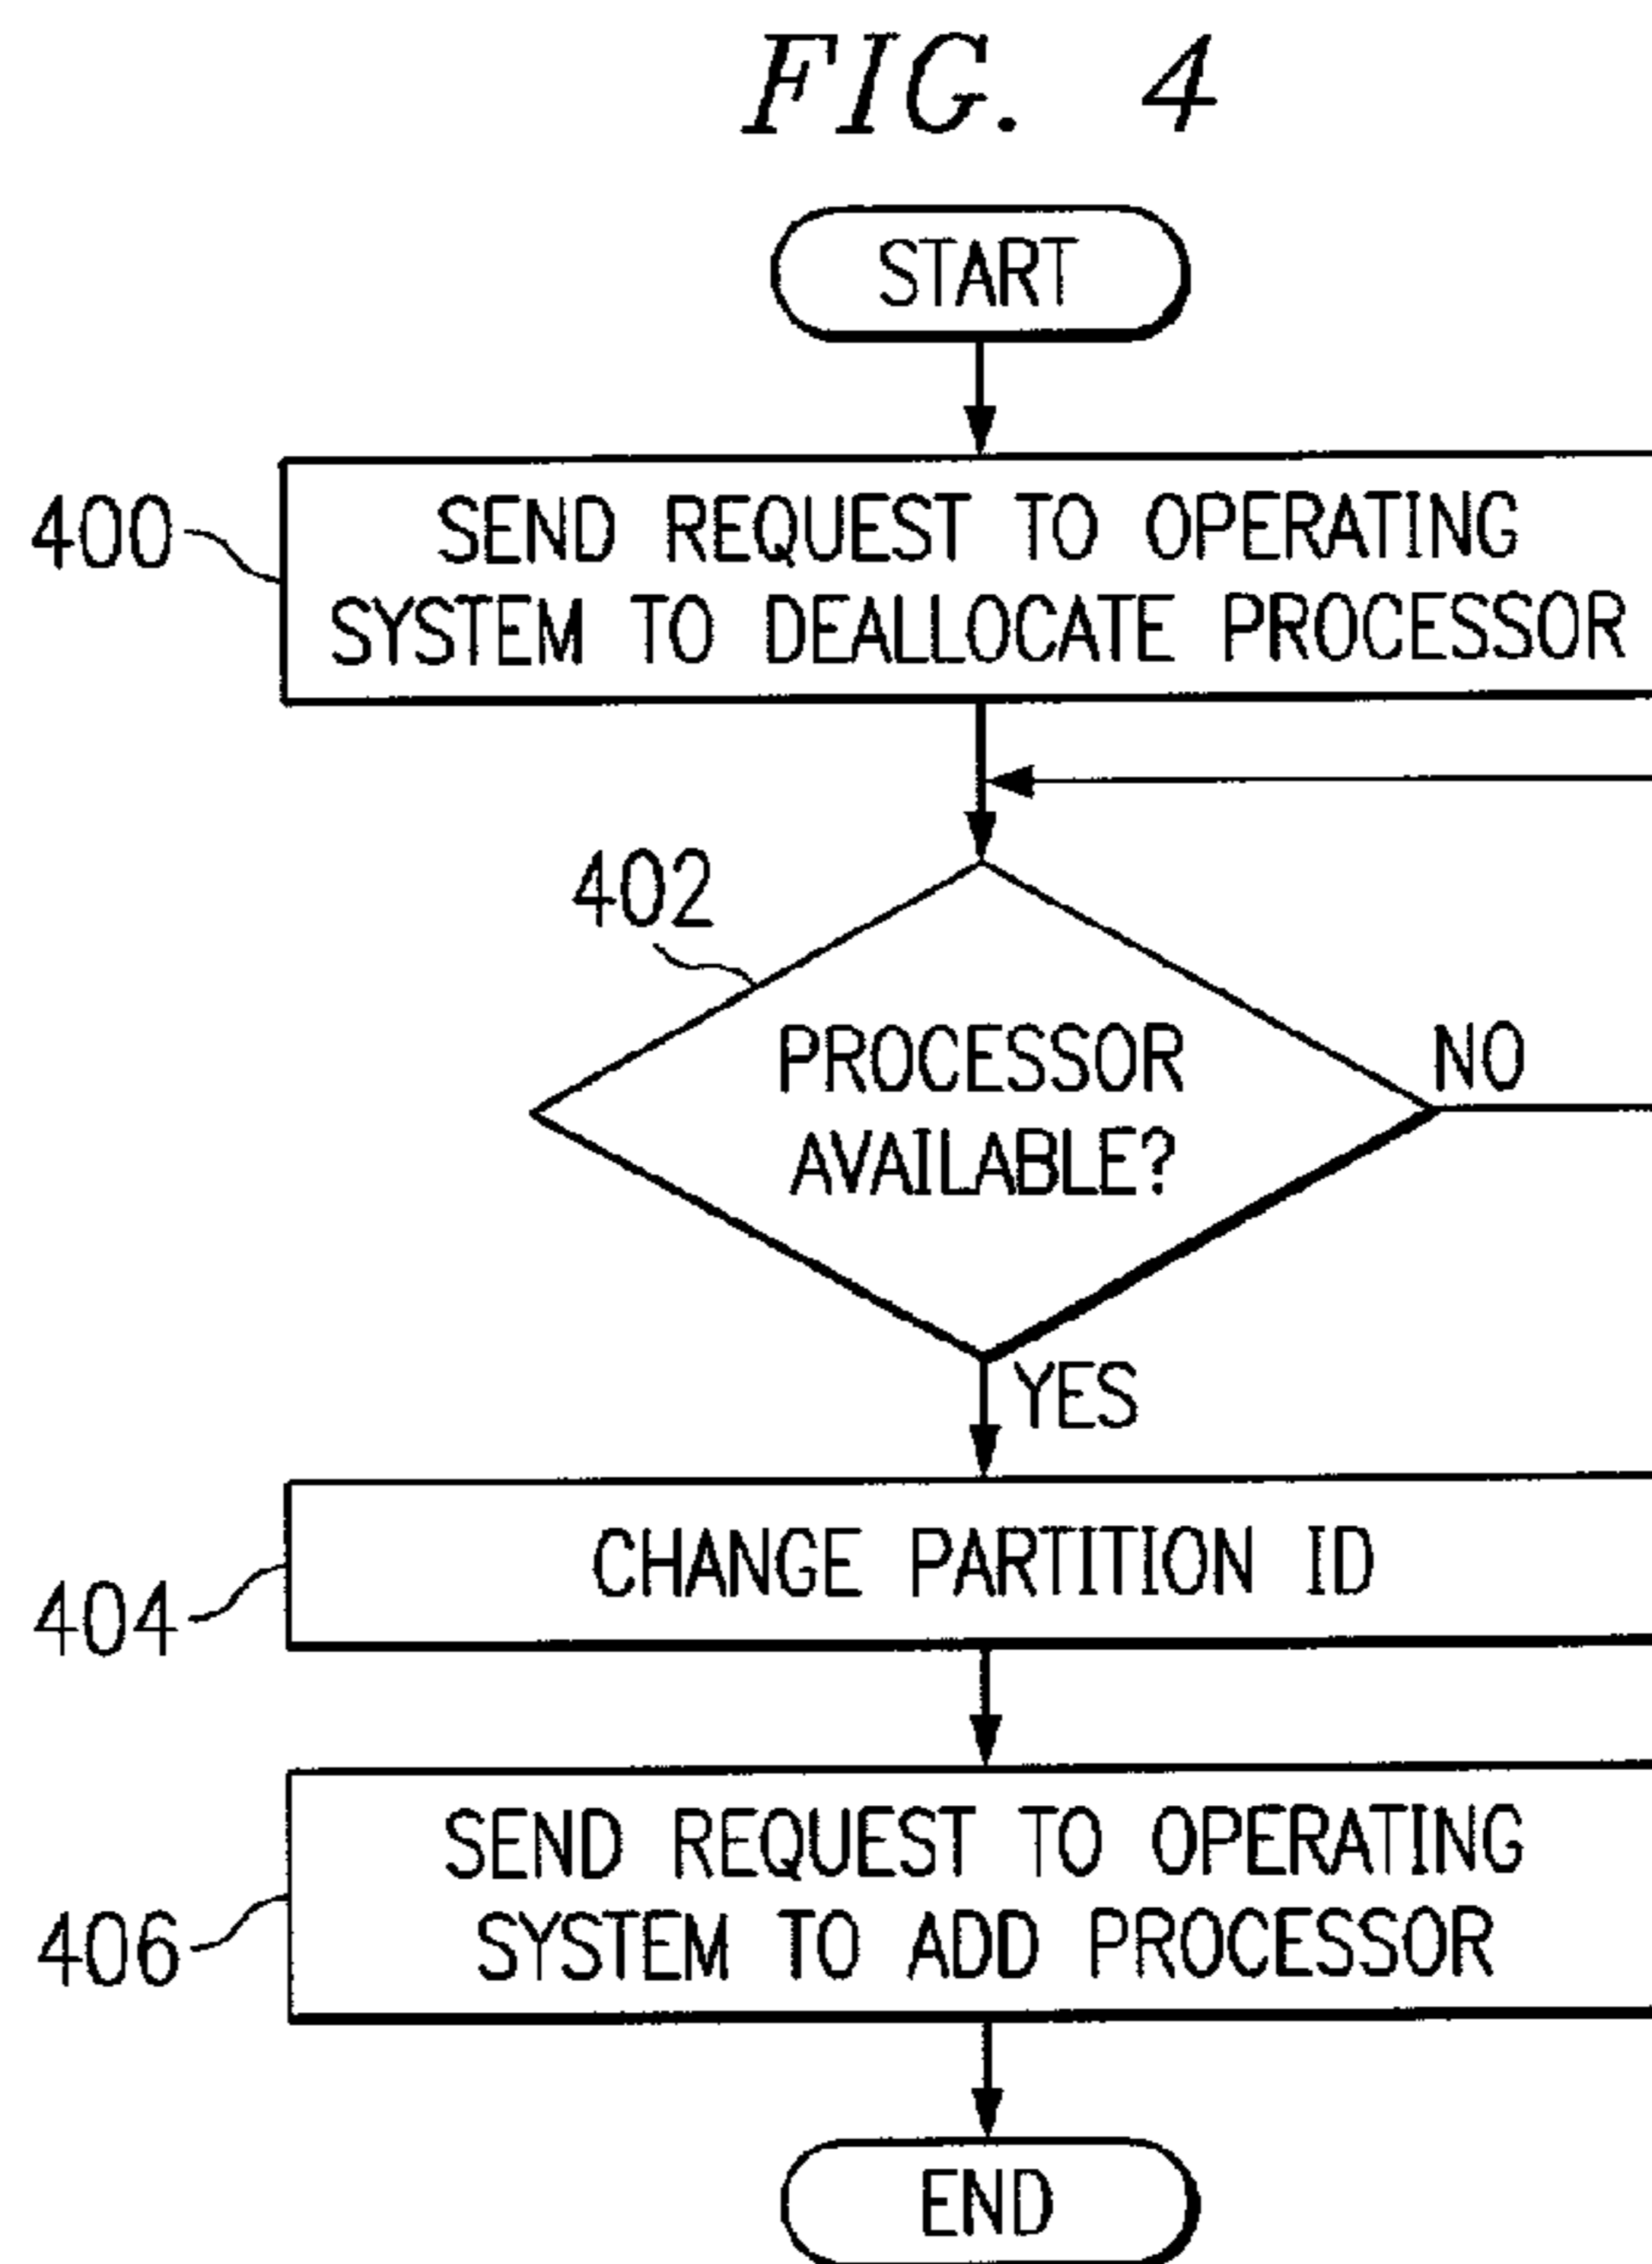 FIG. 4
START
400
SEND REQUEST TO OPERATING
SYSTEM TO DEALLOCATE PROCESSOR
402
PROCESSOR
AVAILABLE?
NO
YES
404
CHANGE PARTITION ID
406
SEND REQUEST TO OPERATING
SYSTEM TO ADD PROCESSOR
END